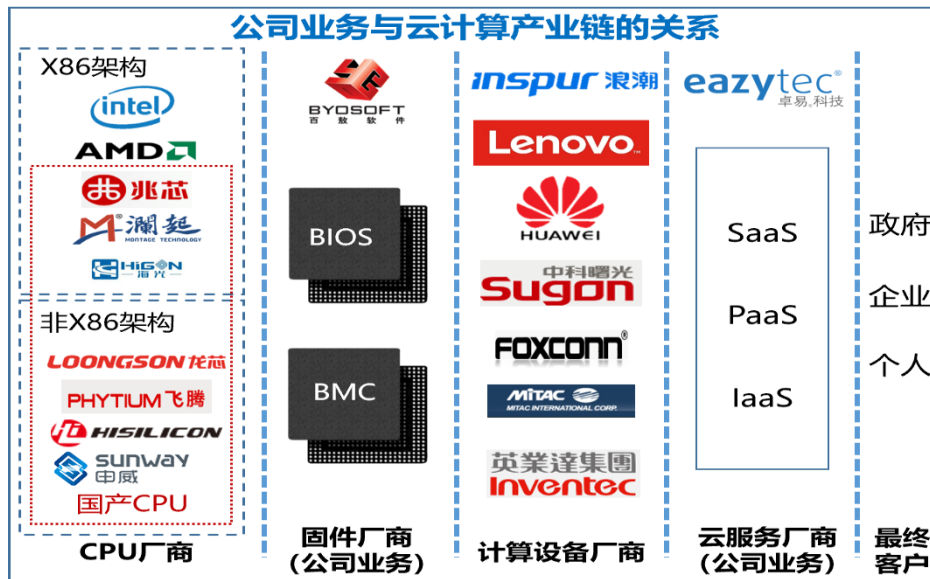 公司业务与云计算产业链的关系
X86架构
intel
AMD
兆芯
澜起
MONTAGE TECHNOLOGY
HiGON
海光
非X86架构
LOONGSON 龙芯
PHYTIUM 飞腾
HISILICON
SUNWAY
申威
国产CPU
CPU厂商
BYOSOFT
百敖软件
BIOS
BMC
固件厂商
(公司业务)
inspur 浪潮
Lenovo
HUAWEI
中科曙光
Sugon
FOXCONN®
MiTAC
MITAC INTERNATIONAL CORP.
英業達集團
Inventec
计算设备厂商
eazytec®
卓易科技
SaaS
PaaS
IaaS
云服务厂商
(公司业务)
政府
企业
个人
最终
客户